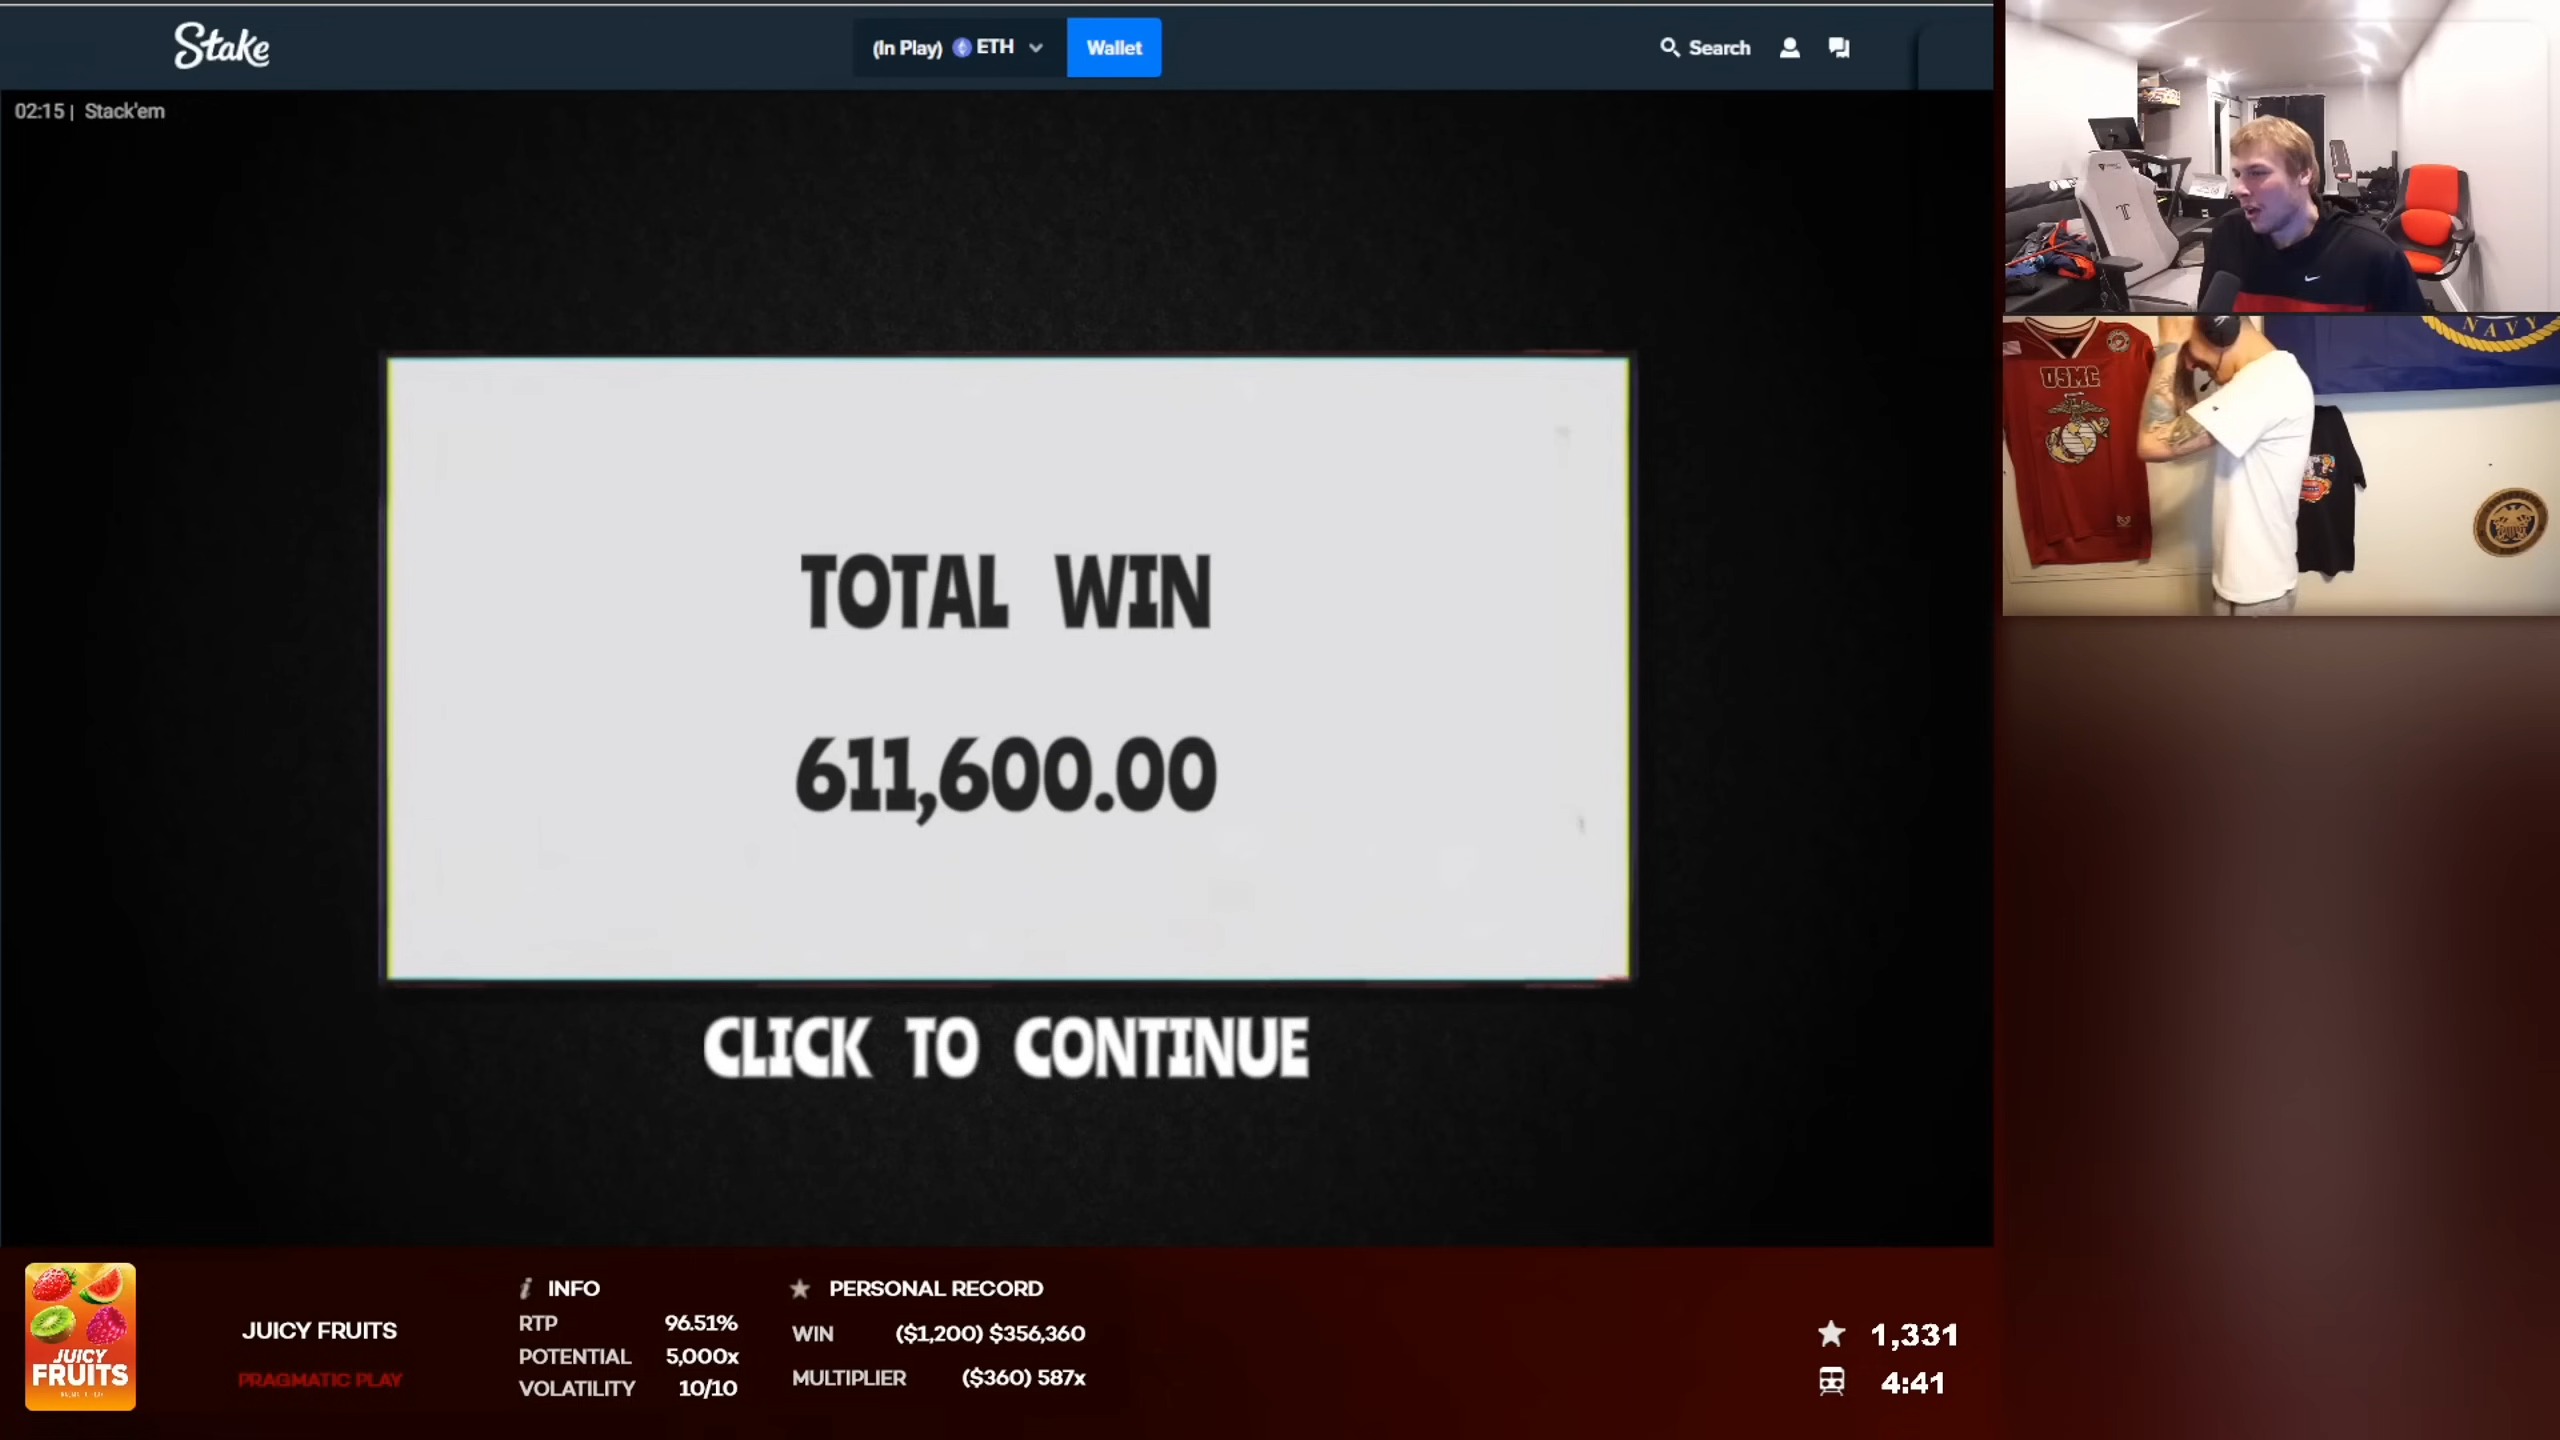 Stake
(In Play) ETH
Wallet
Search
02:15 | Stack'em
NAVY
USMC
TOTAL WIN
611,600.00
CLICK TO CONTINUE
JUICY FRUITS
JUICY FRUITS
PRAGMATIC PLAY
INFO
RTP 96.51%
POTENTIAL 5,000x
VOLATILITY 10/10
PERSONAL RECORD
WIN ($1,200) $356,360
MULTIPLIER ($360) 587x
1,331
4:41